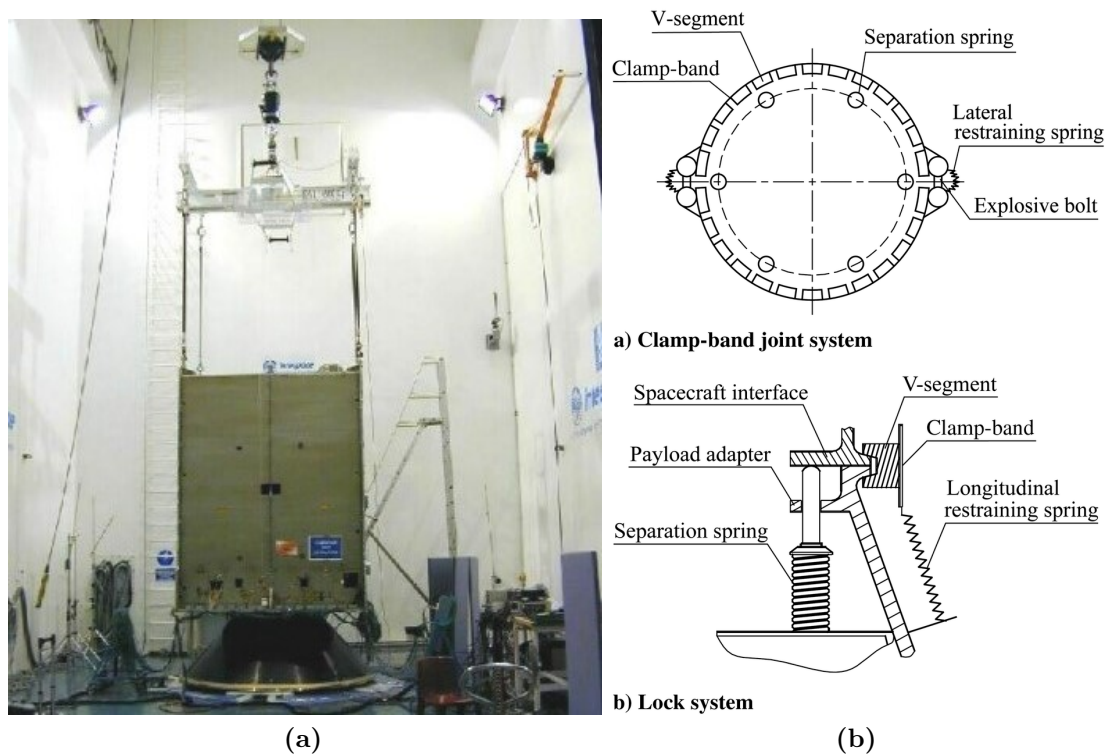 intespace
V-segment
Separation spring
Clamp-band
Lateral
restraining spring
Explosive bolt
a) Clamp-band joint system
V-segment
Spacecraft interface
Clamp-band
Payload adapter
Longitudinal
restraining spring
Separation spring
b) Lock system
(a)
(b)